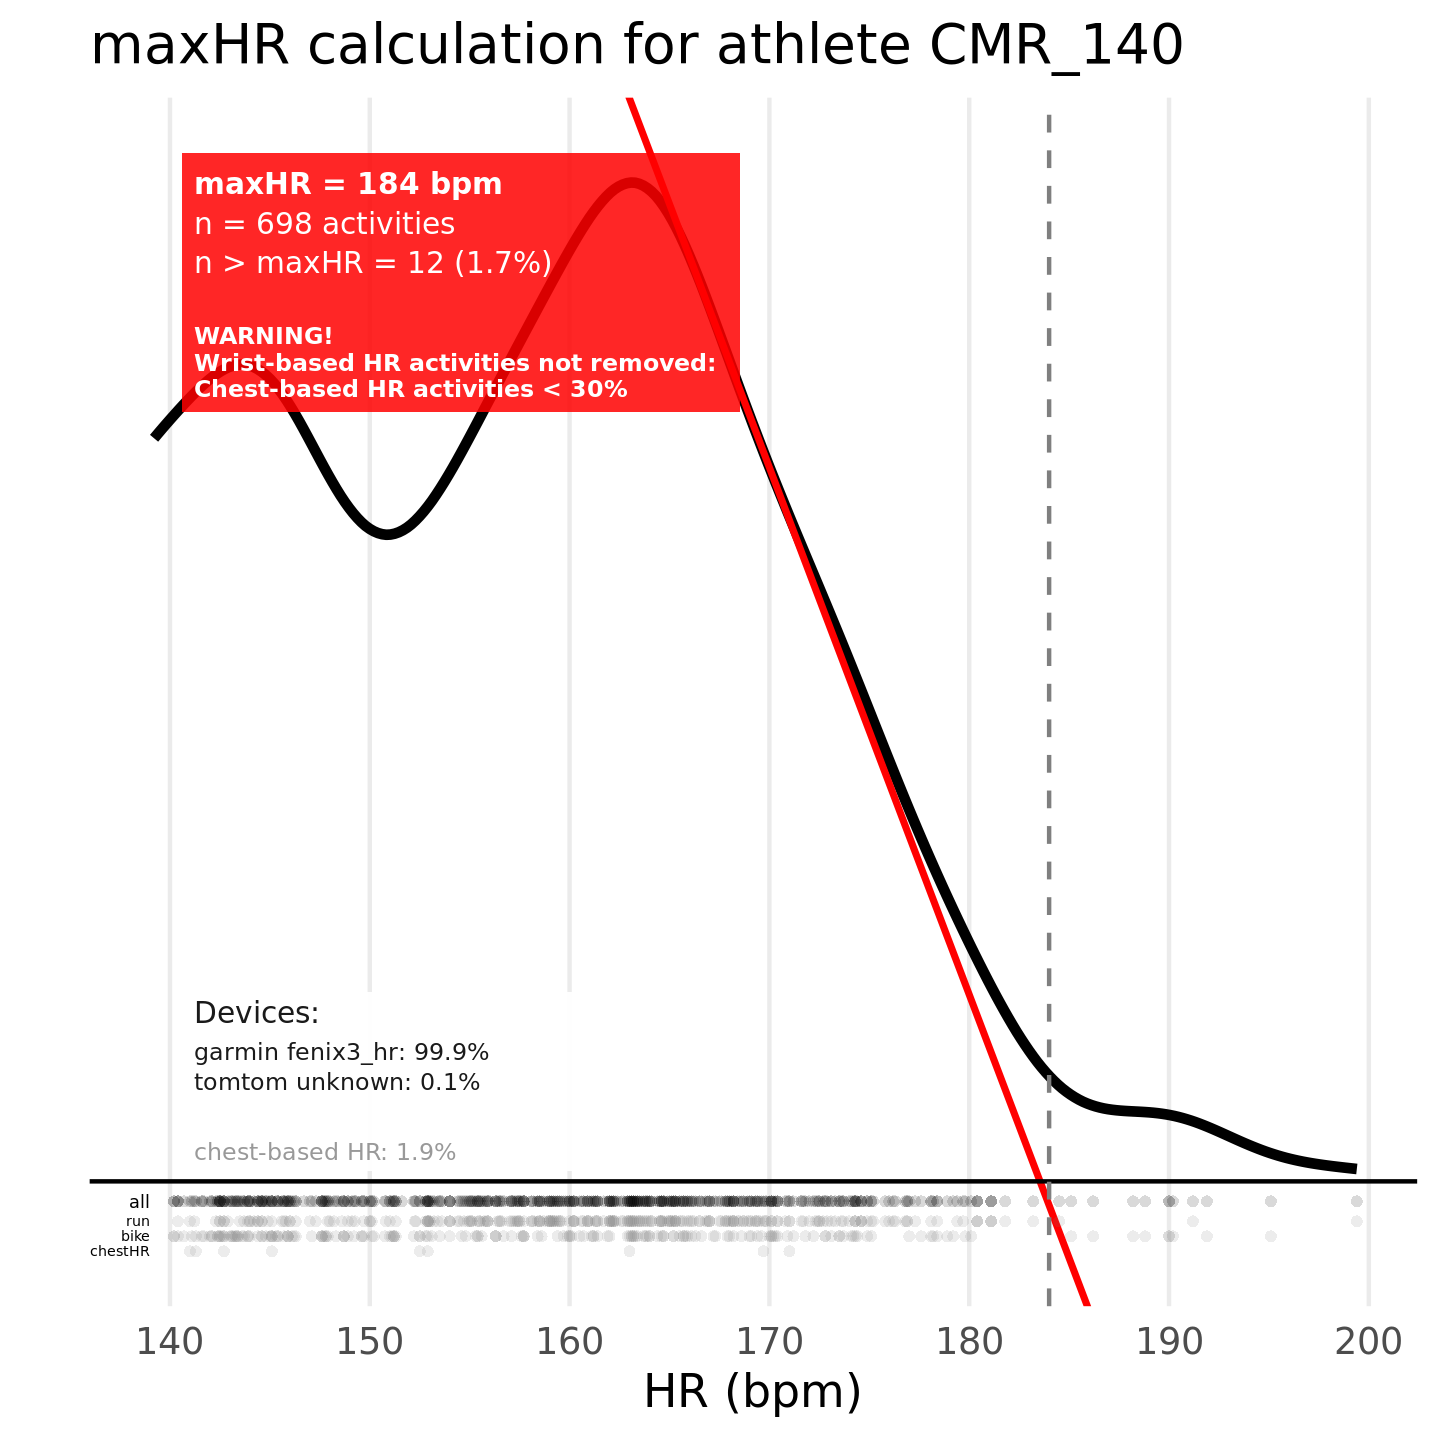 maxHR calculation for athlete CMR_140
maxHR = 184 bpm
n = 698 activities
n > maxHR = 12 (1.7%)
WARNING!
Wrist-based HR activities not removed:
Chest-based HR activities < 30%
Devices:
garmin fenix3_hr: 99.9%
tomtom unknown: 0.1%
chest-based HR: 1.9%
all
run
bike
chestHR
140 150 160 170 180 190 200
HR (bpm)